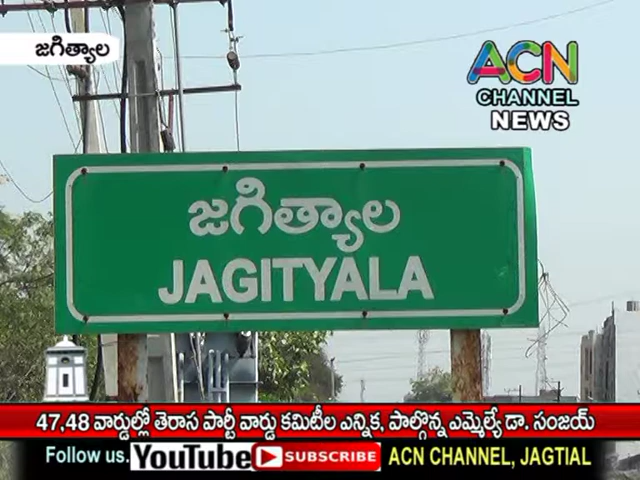 జగిత్యాల
ACN
CHANNEL
NEWS
జగిత్యాల
JAGITYALA
47,48 వార్డుల్లో తెరాస పార్టీ వార్డు కమిటీల ఎన్నిక, పాల్గొన్న ఎమ్మెల్యే డా. సంజయ్
Follow us. YouTube SUBSCRIBE ACN CHANNEL, JAGTIAL